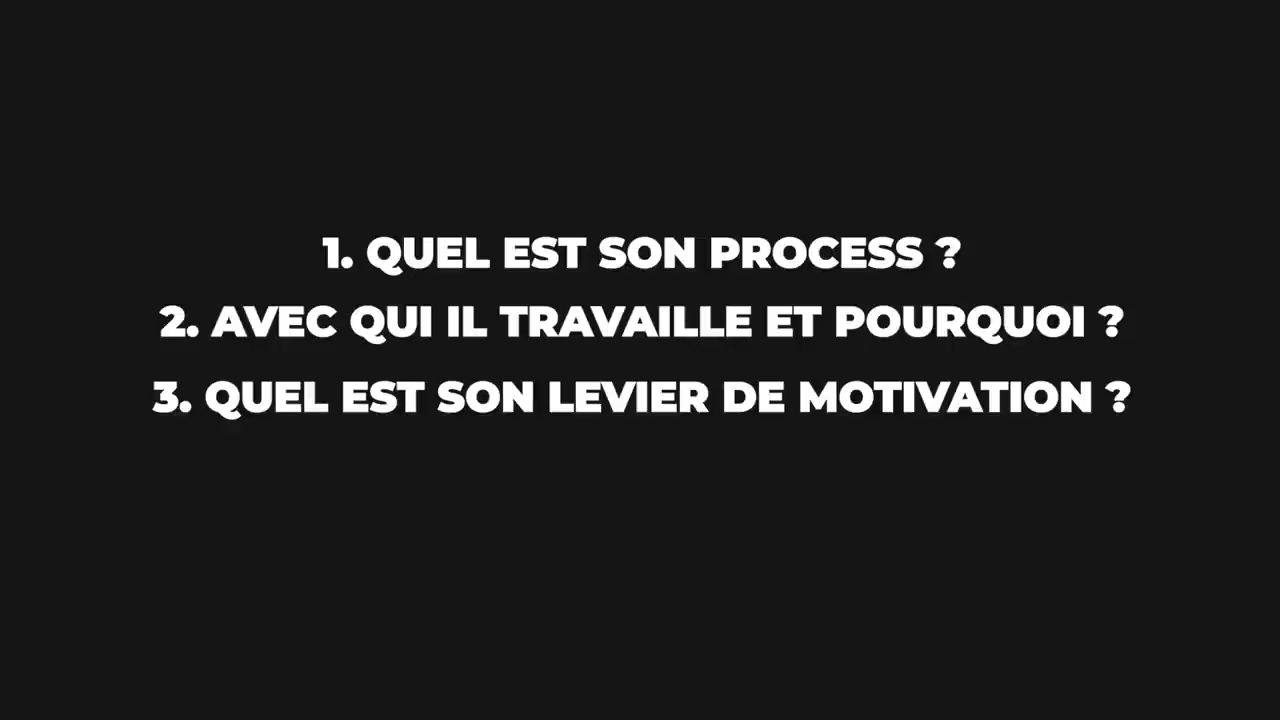 1. QUEL EST SON PROCESS ?
2. AVEC QUI IL TRAVAILLE ET POURQUOI ?
3. QUEL EST SON LEVIER DE MOTIVATION ?